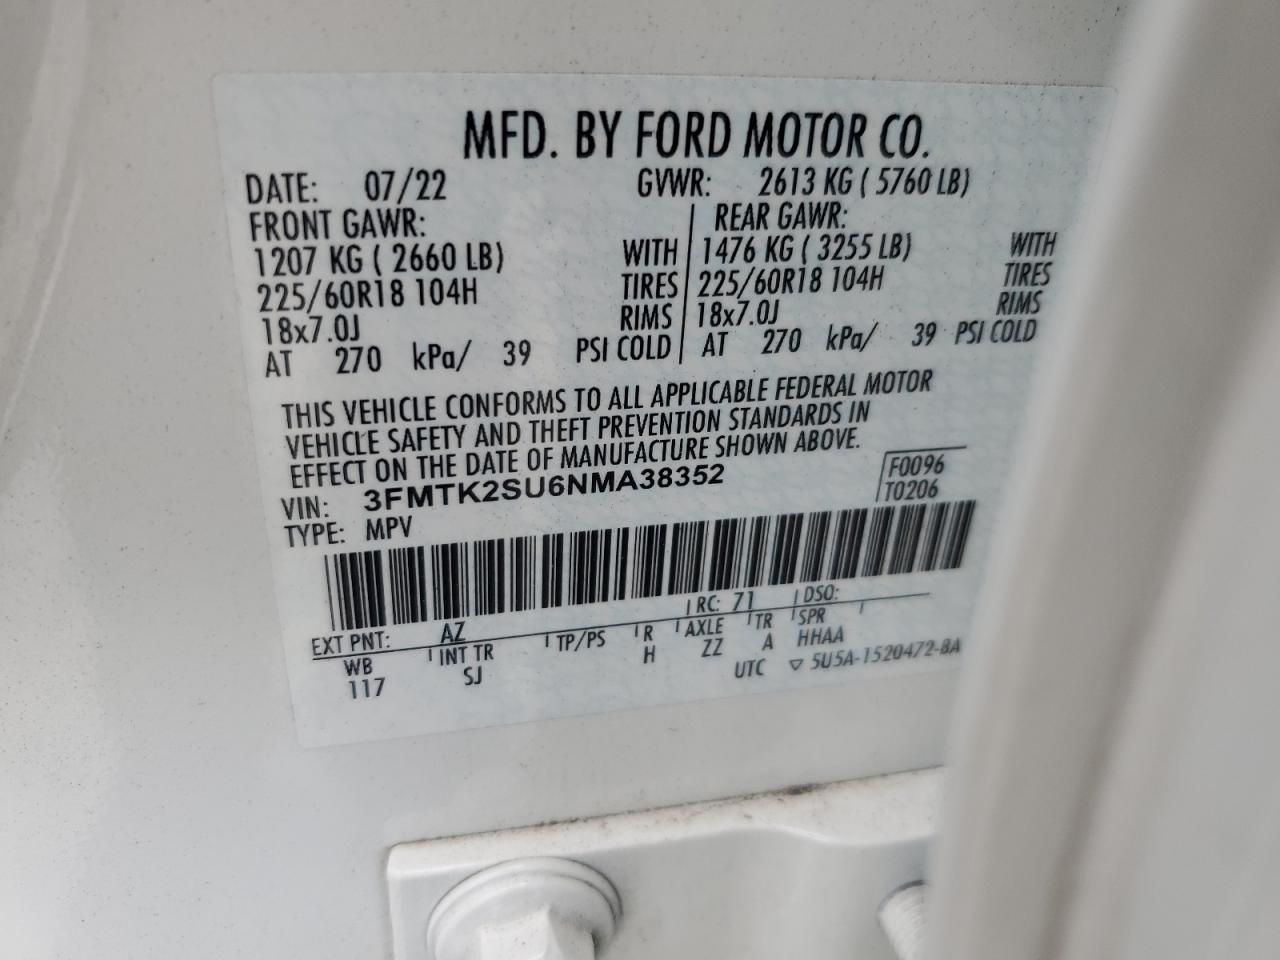 MFD. BY FORD MOTOR CO.
DATE: 07/22 GVWR: 2613 KG ( 5760 LB)
FRONT GAWR: REAR GAWR:
1207 KG ( 2660 LB) WITH 1476 KG ( 3255 LB) WITH
225/60R18 104H TIRES 225/60R18 104H TIRES
18x7.0J RIMS 18x7.0J RIMS
AT 270 kPa/ 39 PSI COLD AT 270 kPa/ 39 PSI COLD
THIS VEHICLE CONFORMS TO ALL APPLICABLE FEDERAL MOTOR
VEHICLE SAFETY AND THEFT PREVENTION STANDARDS IN
EFFECT ON THE DATE OF MANUFACTURE SHOWN ABOVE.
VIN: 3FMTK2SU6NMA38352 F0096
TYPE: MPV T0206
EXT PNT: AZ RC: 71 DSO:
WB INT TR TP/PS R AXLE TR SPR
117 SJ H ZZ A HHAA
UTC ▽ 5U5A-1520472-BA